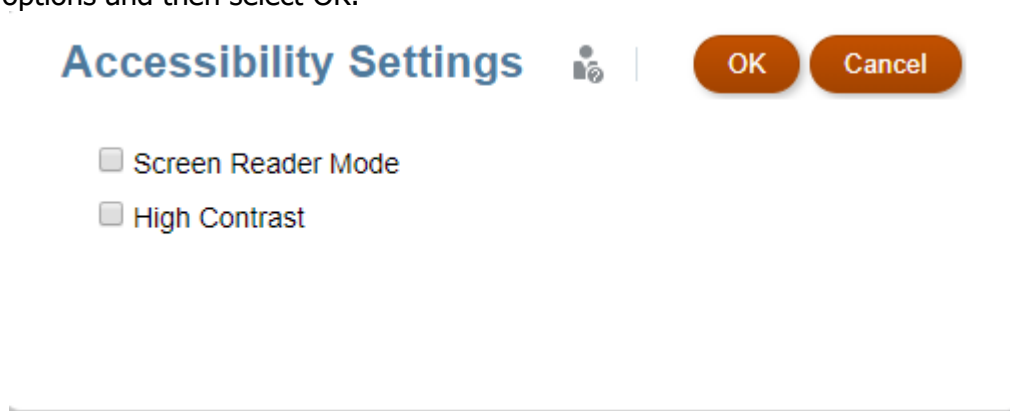 options and then select OK.
Accessibility Settings OK Cancel
Screen Reader Mode
High Contrast